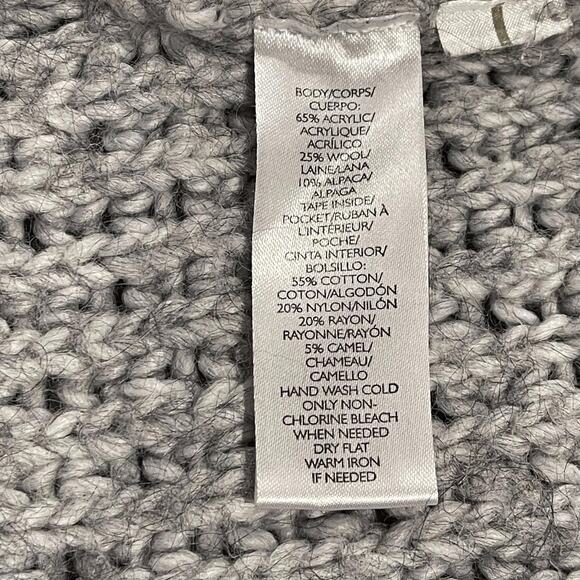 BODY/CORPS/
CUERPO:
65% ACRYLIC/
ACRYLIQUE/
ACRÍLICO
25% WOOL/
LAINE/LANA
10% ALPACA/
ALPAGA
TAPE INSIDE/
POCKET/RUBAN À
L'INTÉRIEUR/
POCHE/
CINTA INTERIOR/
BOLSILLO:
55% COTTON/
COTON/ALGODÓN
20% NYLON/NILÓN
20% RAYON/
RAYONNE/RAYÓN
5% CAMEL/
CHAMEAU/
CAMELLO
HAND WASH COLD
ONLY NON-
CHLORINE BLEACH
WHEN NEEDED
DRY FLAT
WARM IRON
IF NEEDED